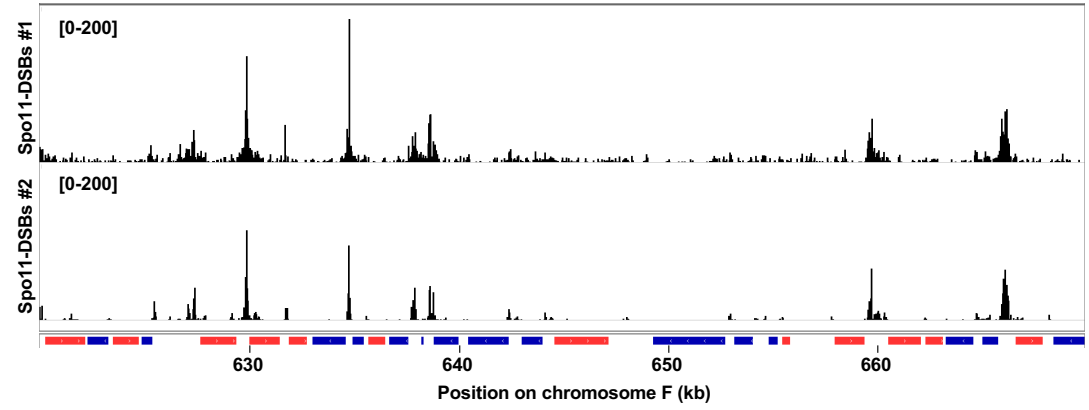 Spo11-DSBs #1
[0-200]
Spo11-DSBs #2
[0-200]
630 640 650 660
Position on chromosome F (kb)